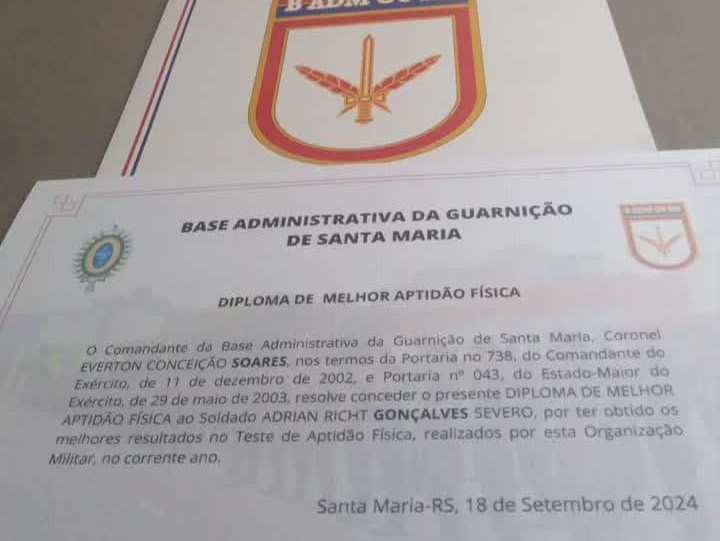 B ADM
BASE ADMINISTRATIVA DA GUARNIÇÃO
DE SANTA MARIA
DIPLOMA DE MELHOR APTIDÃO FÍSICA
O Comandante da Base Administrativa da Guarnição de Santa Maria, Coronel
EVERTON CONCEIÇÃO SOARES, nos termos da Portaria no 738, do Comandante do
Exército, de 11 de dezembro de 2002, e Portaria nº 043, do Estado-Maior do
Exército, de 29 de maio de 2003, resolve conceder o presente DIPLOMA DE MELHOR
APTIDÃO FÍSICA ao Soldado ADRIAN RICHT GONÇALVES SEVERO, por ter obtido os
melhores resultados no Teste de Aptidão Física, realizados por esta Organização
Militar, no corrente ano.
Santa Maria-RS, 18 de Setembro de 2024